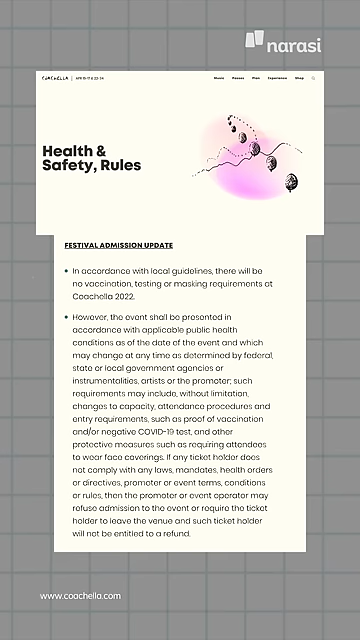 narasi
COACHELLA | APR 15-17 & 22-24 Music Passes Plan Experience Shop
Health &
Safety, Rules
FESTIVAL ADMISSION UPDATE
• In accordance with local guidelines, there will be
no vaccination, testing or masking requirements at
Coachella 2022.
• However, the event shall be presented in
accordance with applicable public health
conditions as of the date of the event and which
may change at any time as determined by federal,
state or local government agencies or
instrumentalities, artists or the promoter; such
requirements may include, without limitation,
changes to capacity, attendance procedures and
entry requirements, such as proof of vaccination
and/or negative COVID-19 test, and other
protective measures such as requiring attendees
to wear face coverings. If any ticket holder does
not comply with any laws, mandates, health orders
or directives, promoter or event terms, conditions
or rules, then the promoter or event operator may
refuse admission to the event or require the ticket
holder to leave the venue and such ticket holder
will not be entitled to a refund.
www.coachella.com